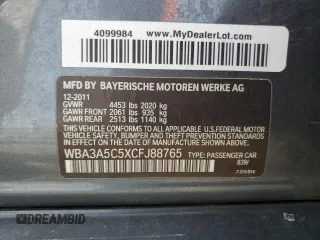 4099984
www.MyDealerLot.com
MFD BY BAYERISCHE MOTOREN WERKE AG
12-2011
GVWR 4453 lbs 2020 kg
GAWR FRONT 2061 lbs 935 kg
GAWR REAR 2513 lbs 1140 kg
THIS VEHICLE CONFORMS TO ALL APPLICABLE FEDERAL MOTOR
VEHICLE SAFETY, BUMPER, AND THEFT PREVENTION STANDARDS IN
EFFECT ON THE DATE OF MANUFACTURE SHOWN ABOVE.
WBA3A5C5XCFJ88765 TYPE: PASSENGER CAR
B39/
DREAMBID